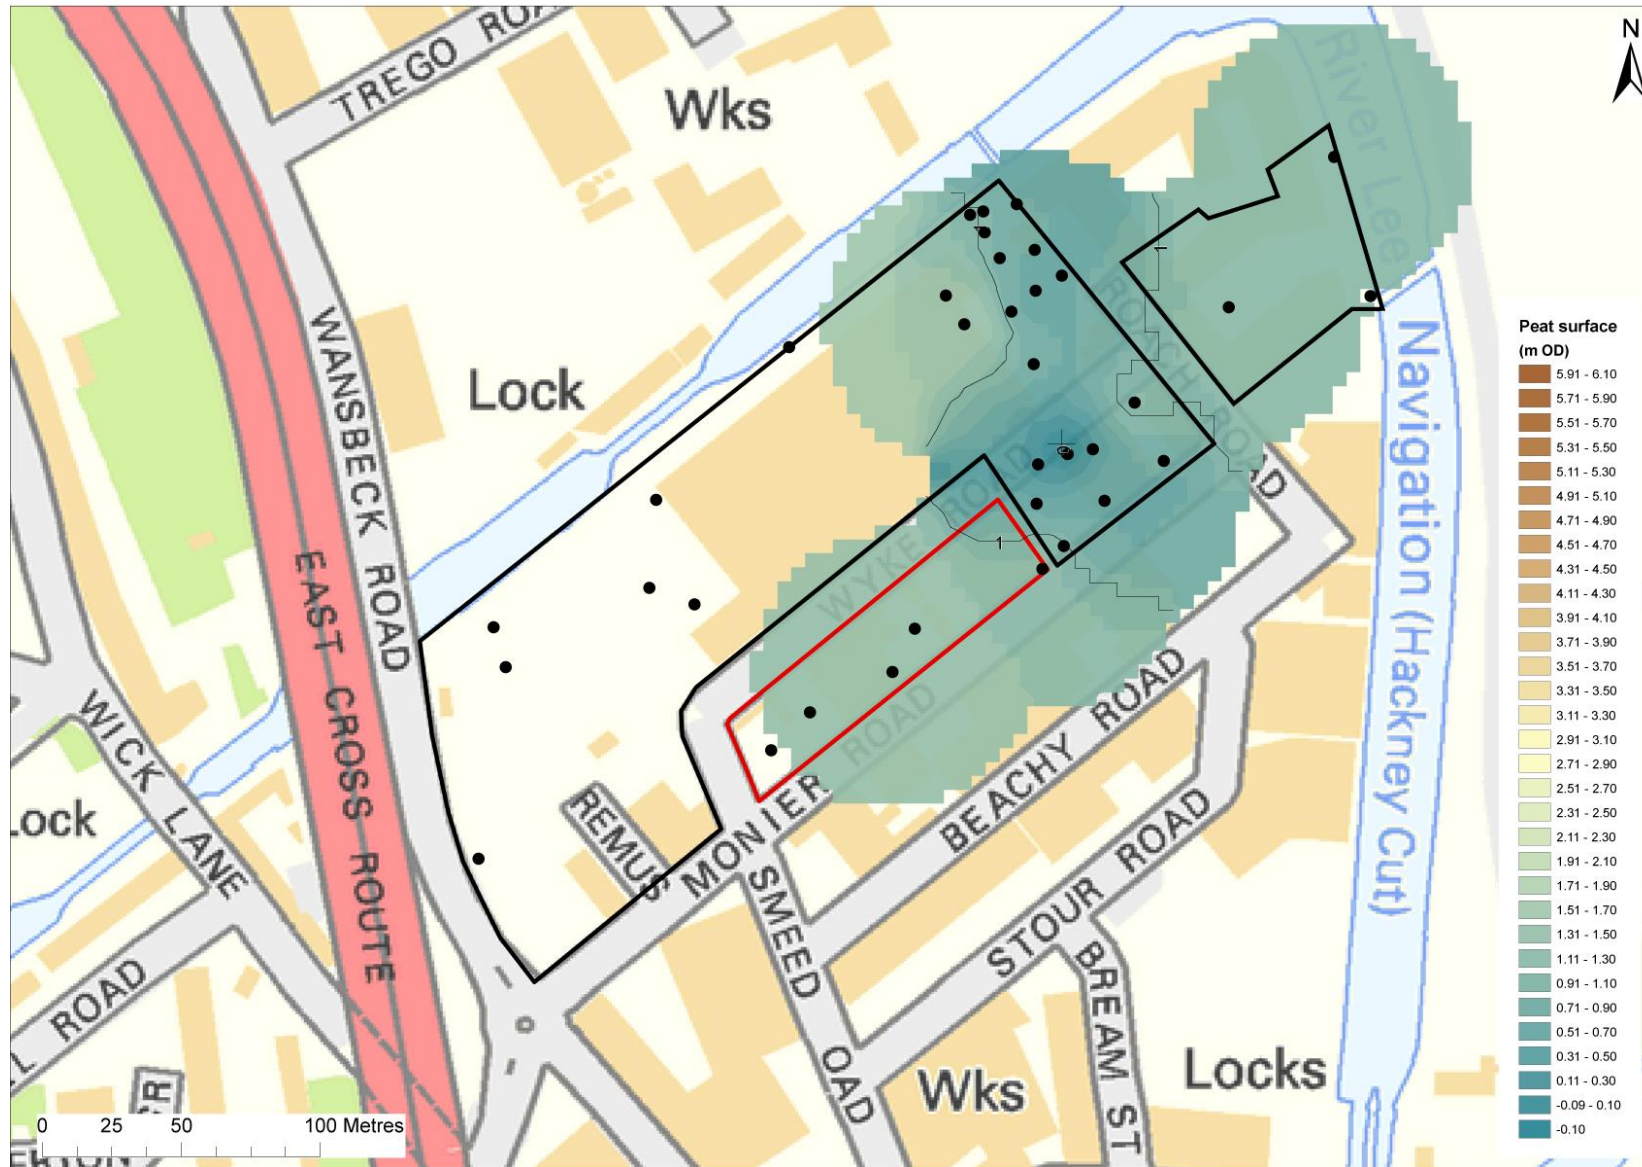 TREGO ROA
N
Wks
River Lee
WANSBECK ROAD
Lock
ROACH ROAD
1
1
0
Navigation (Hackney Cut)
WYKE ROAD
1
EAST CROSS ROUTE
WICK LANE
Lock
REMUS
MONIER ROAD
BEACHY ROAD
SMEED
OAD
STOUR ROAD
BREAM ST
L ROAD
Wks
Locks
0 25 50 100 Metres
Peat surface
(m OD)
5.91 - 6.10
5.71 - 5.90
5.51 - 5.70
5.31 - 5.50
5.11 - 5.30
4.91 - 5.10
4.71 - 4.90
4.51 - 4.70
4.31 - 4.50
4.11 - 4.30
3.91 - 4.10
3.71 - 3.90
3.51 - 3.70
3.31 - 3.50
3.11 - 3.30
2.91 - 3.10
2.71 - 2.90
2.51 - 2.70
2.31 - 2.50
2.11 - 2.30
1.91 - 2.10
1.71 - 1.90
1.51 - 1.70
1.31 - 1.50
1.11 - 1.30
0.91 - 1.10
0.71 - 0.90
0.51 - 0.70
0.31 - 0.50
0.11 - 0.30
-0.09 - 0.10
-0.10